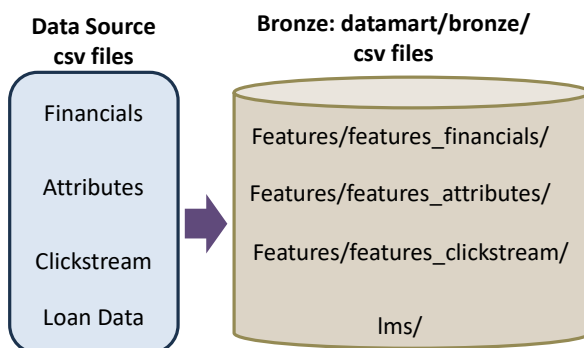 Data Source
csv files
Financials
Attributes
Clickstream
Loan Data
Bronze: datamart/bronze/
csv files
Features/features_financials/
Features/features_attributes/
Features/features_clickstream/
lms/